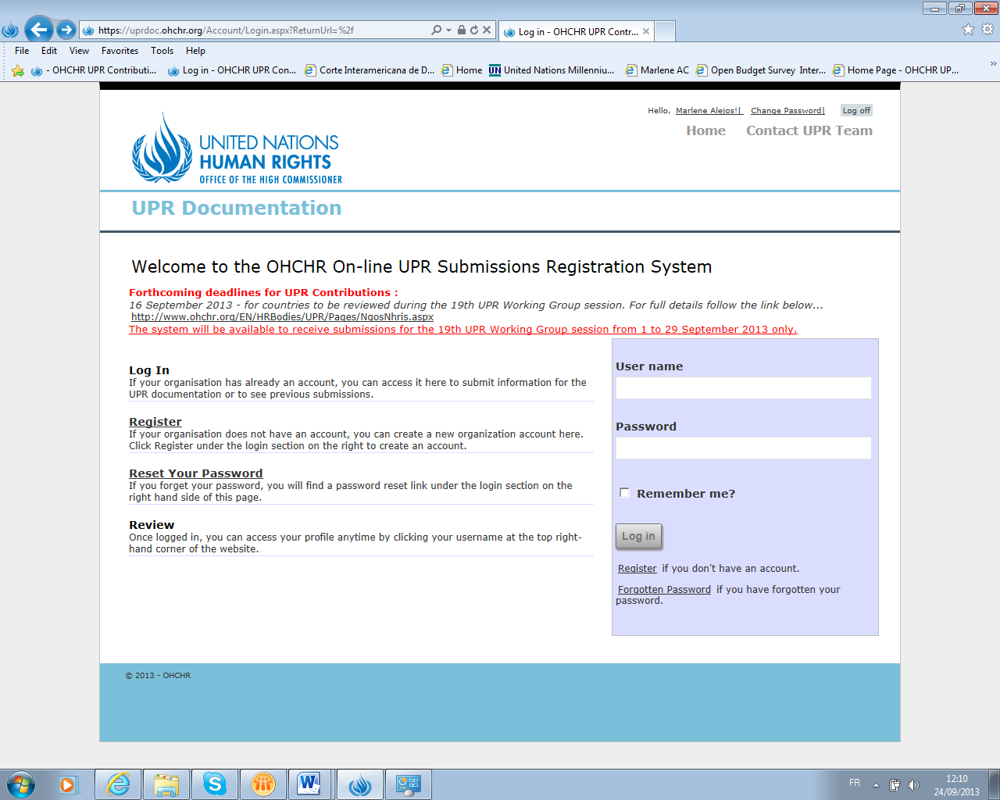 https://uprdoc.ohchr.org/Account/Login.aspx?ReturnUrl=%2f
Log in - OHCHR UPR Contr...
File Edit View Favorites Tools Help
- OHCHR UPR Contributi... Log in - OHCHR UPR Con... Corte Interamericana de D... Home UN United Nations Millenniu... Marlene AC Open Budget Survey Inter... Home Page - OHCHR UP...
Hello, Marlene Alejos!| Change Password| Log off
Home Contact UPR Team
UNITED NATIONS
HUMAN RIGHTS
OFFICE OF THE HIGH COMMISSIONER
UPR Documentation
Welcome to the OHCHR On-line UPR Submissions Registration System
Forthcoming deadlines for UPR Contributions :
16 September 2013 - for countries to be reviewed during the 19th UPR Working Group session. For full details follow the link below...
http://www.ohchr.org/EN/HRBodies/UPR/Pages/NgosNhris.aspx
The system will be available to receive submissions for the 19th UPR Working Group session from 1 to 29 September 2013 only.
Log In
If your organisation has already an account, you can access it here to submit information for the
UPR documentation or to see previous submissions.
Register
If your organisation does not have an account, you can create a new organization account here.
Click Register under the login section on the right to create an account.
Reset Your Password
If you forget your password, you will find a password reset link under the login section on the
right hand side of this page.
Review
Once logged in, you can access your profile anytime by clicking your username at the top right-
hand corner of the website.
User name
Password
Remember me?
Log in
Register if you don't have an account.
Forgotten Password if you have forgotten your
password.
© 2013 - OHCHR
FR
12:10
24/09/2013